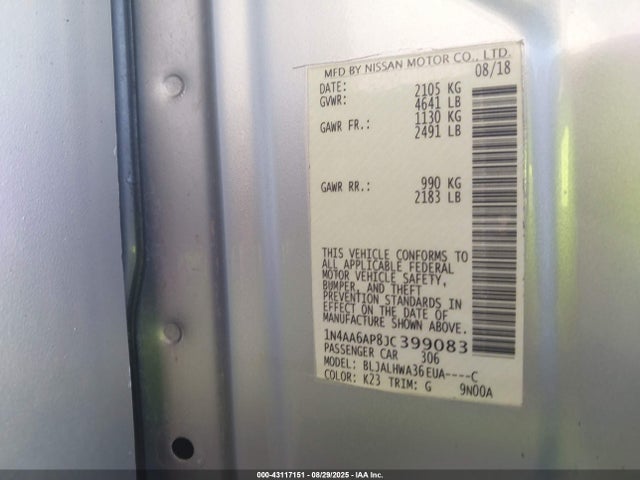 MFD BY NISSAN MOTOR CO., LTD.
DATE: 08/18
GVWR: 2105 KG
4641 LB
GAWR FR.: 1130 KG
2491 LB
GAWR RR.: 990 KG
2183 LB
THIS VEHICLE CONFORMS TO
ALL APPLICABLE FEDERAL
MOTOR VEHICLE SAFETY,
BUMPER, AND THEFT
PREVENTION STANDARDS IN
EFFECT ON THE DATE OF
MANUFACTURE SHOWN ABOVE.
1N4AA6AP8JC399083
PASSENGER CAR 306
MODEL: BLJALHWA36EUA----C
COLOR: K23 TRIM: G 9N00A
000-43117151 - 08/29/2025 - IAA Inc.